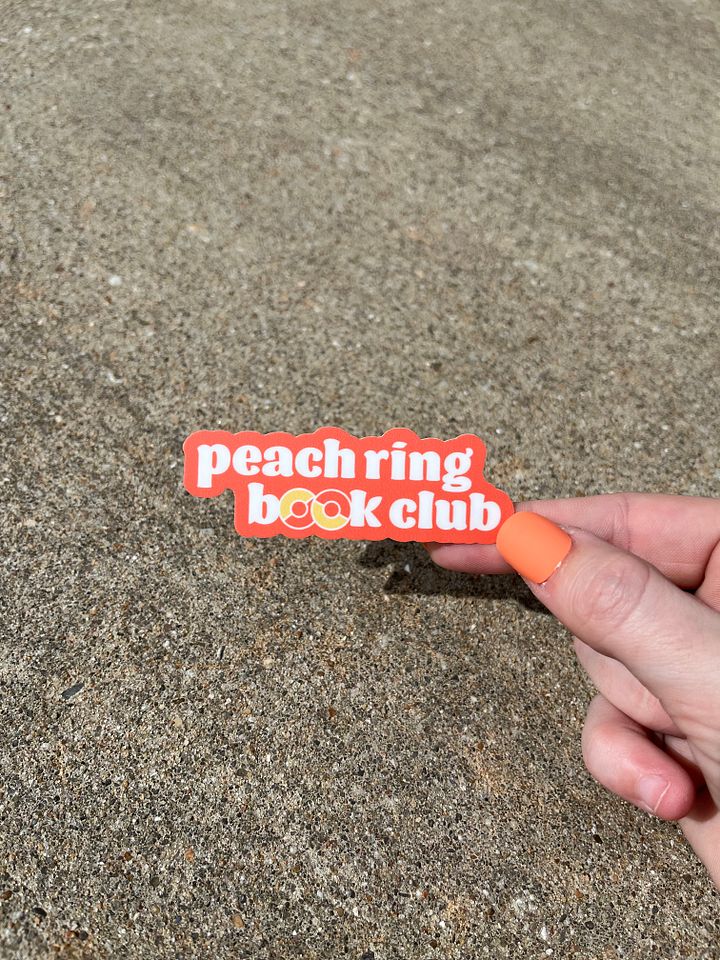 peach ring
book club